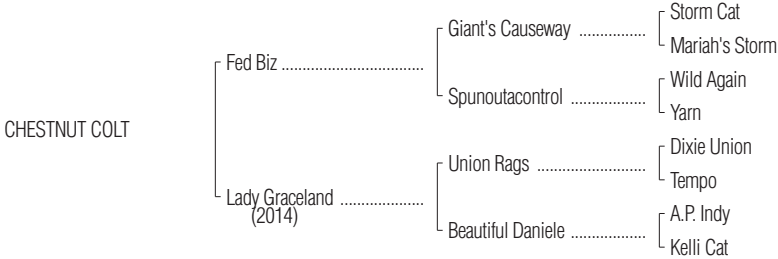 Storm Cat
Giant's Causeway ..................
Mariah's Storm
Fed Biz ..................................
Wild Again
Spunoutacontrol ....................
Yarn
CHESTNUT COLT
Dixie Union
Union Rags ............................
Tempo
Lady Graceland ....................
(2014)
A.P. Indy
Beautiful Daniele ....................
Kelli Cat